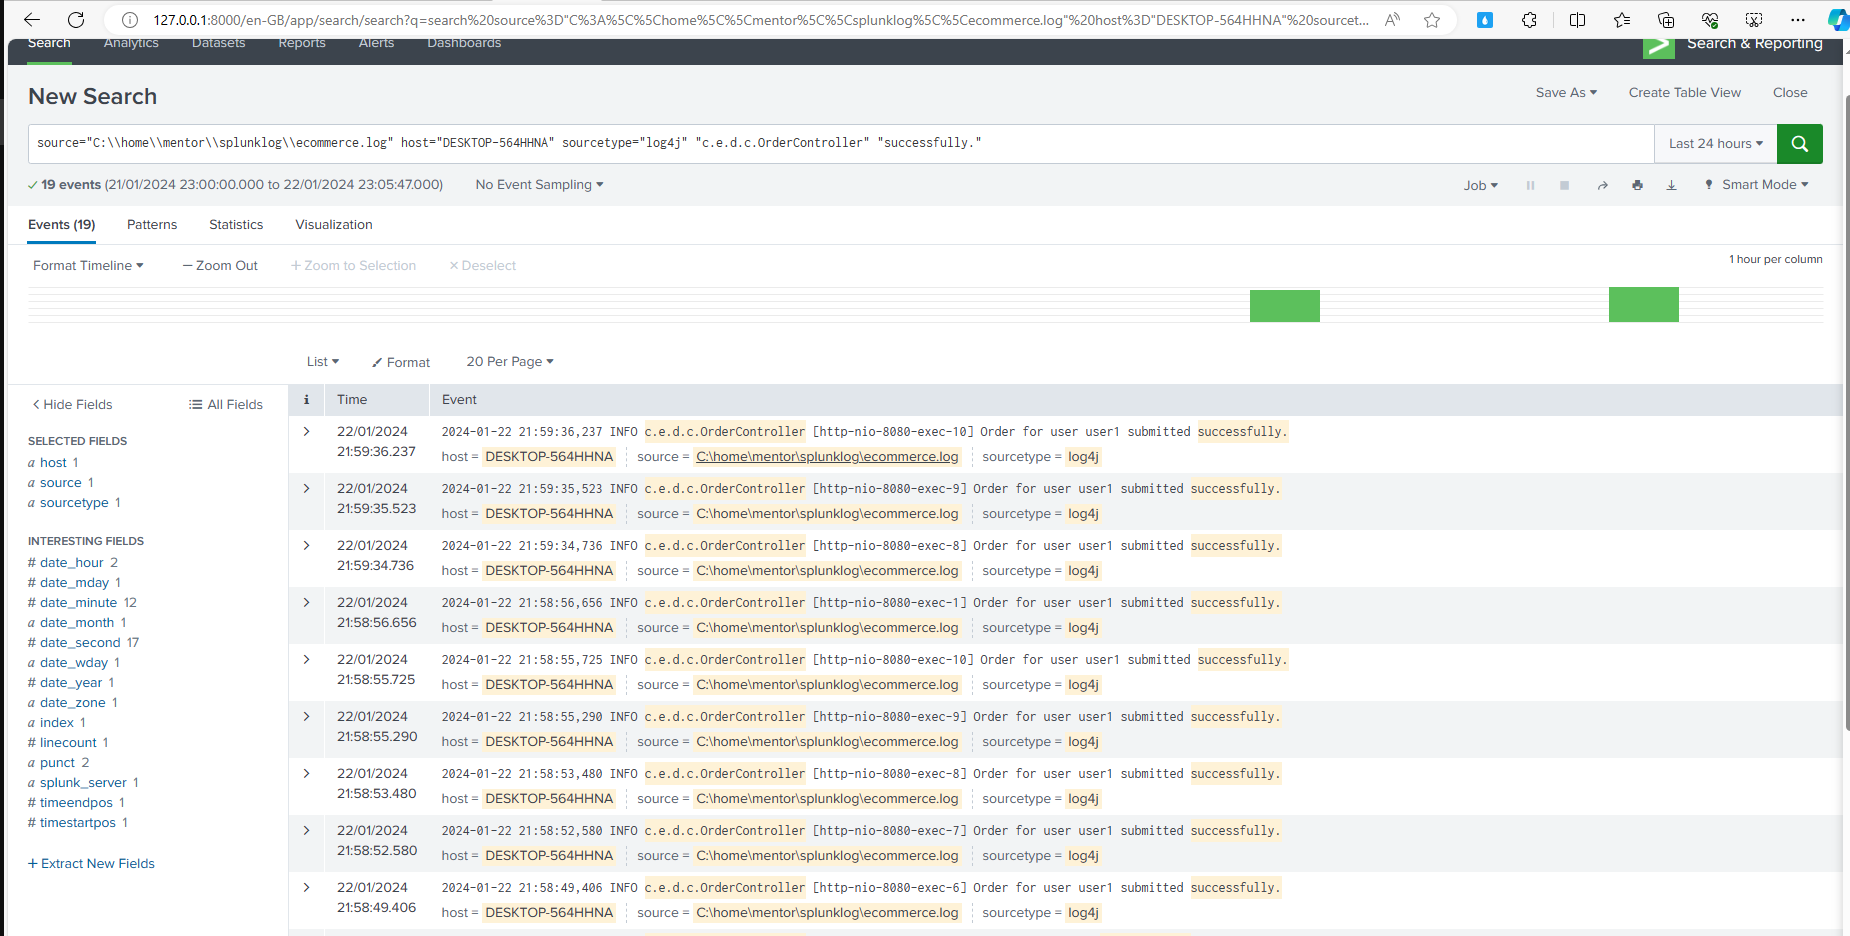 127.0.0.1:8000/en-GB/app/search/search?q=search%20source%3D"C%3A%5C%5Chome%5C%5Cmentor%5C%5Csplunklog%5C%5Cecommerce.log"%20host%3D"DESKTOP-564HHNA"%20sourcet...
Search Analytics Datasets Reports Alerts Dashboards Search & Reporting
New Search Save As Create Table View Close
source="C:\\home\\mentor\\splunklog\\ecommerce.log" host="DESKTOP-564HHNA" sourcetype="log4j" "c.e.d.c.OrderController" "successfully." Last 24 hours
19 events (21/01/2024 23:00:00.000 to 22/01/2024 23:05:47.000) No Event Sampling Job Smart Mode
Events (19) Patterns Statistics Visualization
Format Timeline — Zoom Out + Zoom to Selection × Deselect 1 hour per column
List Format 20 Per Page
< Hide Fields All Fields
SELECTED FIELDS
a host 1
a source 1
a sourcetype 1
INTERESTING FIELDS
# date_hour 2
# date_mday 1
# date_minute 12
a date_month 1
# date_second 17
a date_wday 1
# date_year 1
a date_zone 1
a index 1
# linecount 1
a punct 2
a splunk_server 1
# timeendpos 1
# timestartpos 1
+ Extract New Fields
i Time Event
22/01/2024 2024-01-22 21:59:36,237 INFO c.e.d.c.OrderController [http-nio-8080-exec-10] Order for user user1 submitted successfully.
21:59:36.237 host = DESKTOP-564HHNA source = C:\home\mentor\splunklog\ecommerce.log sourcetype = log4j
22/01/2024 2024-01-22 21:59:35,523 INFO c.e.d.c.OrderController [http-nio-8080-exec-9] Order for user user1 submitted successfully.
21:59:35.523 host = DESKTOP-564HHNA source = C:\home\mentor\splunklog\ecommerce.log sourcetype = log4j
22/01/2024 2024-01-22 21:59:34,736 INFO c.e.d.c.OrderController [http-nio-8080-exec-8] Order for user user1 submitted successfully.
21:59:34.736 host = DESKTOP-564HHNA source = C:\home\mentor\splunklog\ecommerce.log sourcetype = log4j
22/01/2024 2024-01-22 21:58:56,656 INFO c.e.d.c.OrderController [http-nio-8080-exec-1] Order for user user1 submitted successfully.
21:58:56.656 host = DESKTOP-564HHNA source = C:\home\mentor\splunklog\ecommerce.log sourcetype = log4j
22/01/2024 2024-01-22 21:58:55,725 INFO c.e.d.c.OrderController [http-nio-8080-exec-10] Order for user user1 submitted successfully.
21:58:55.725 host = DESKTOP-564HHNA source = C:\home\mentor\splunklog\ecommerce.log sourcetype = log4j
22/01/2024 2024-01-22 21:58:55,290 INFO c.e.d.c.OrderController [http-nio-8080-exec-9] Order for user user1 submitted successfully.
21:58:55.290 host = DESKTOP-564HHNA source = C:\home\mentor\splunklog\ecommerce.log sourcetype = log4j
22/01/2024 2024-01-22 21:58:53,480 INFO c.e.d.c.OrderController [http-nio-8080-exec-8] Order for user user1 submitted successfully.
21:58:53.480 host = DESKTOP-564HHNA source = C:\home\mentor\splunklog\ecommerce.log sourcetype = log4j
22/01/2024 2024-01-22 21:58:52,580 INFO c.e.d.c.OrderController [http-nio-8080-exec-7] Order for user user1 submitted successfully.
21:58:52.580 host = DESKTOP-564HHNA source = C:\home\mentor\splunklog\ecommerce.log sourcetype = log4j
22/01/2024 2024-01-22 21:58:49,406 INFO c.e.d.c.OrderController [http-nio-8080-exec-6] Order for user user1 submitted successfully.
21:58:49.406 host = DESKTOP-564HHNA source = C:\home\mentor\splunklog\ecommerce.log sourcetype = log4j